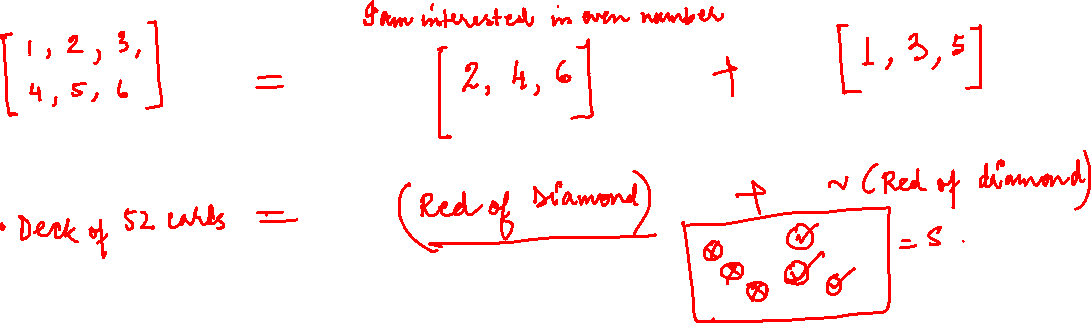 I am interested in even number
[1, 2, 3, 4, 5, 6] = [2, 4, 6] + [1, 3, 5]
• Deck of 52 cards = (Red of Diamond) + ~ (Red of diamond)
= S.